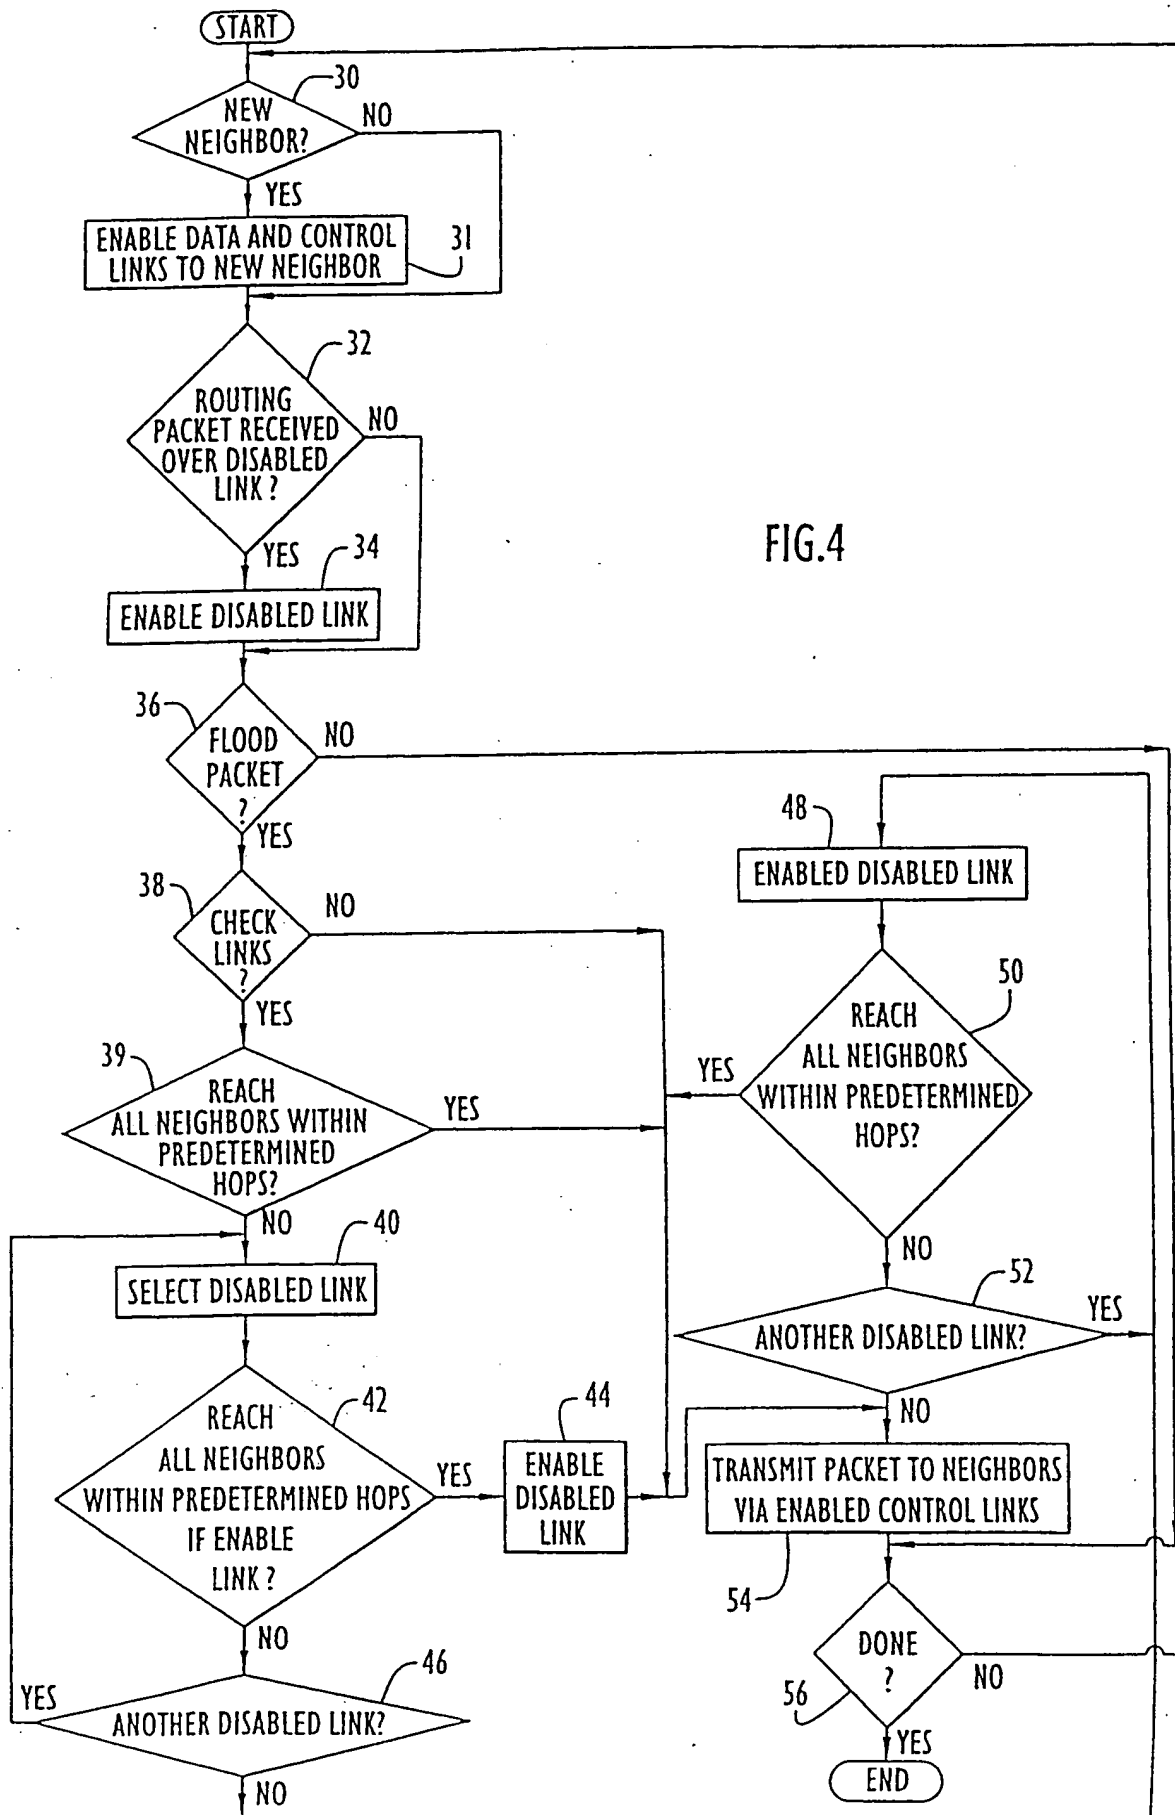 START
30
NEW
NEIGHBOR?
NO
YES
ENABLE DATA AND CONTROL
LINKS TO NEW NEIGHBOR
31
32
ROUTING
PACKET RECEIVED
OVER DISABLED
LINK ?
NO
YES
34
ENABLE DISABLED LINK
FIG.4
36
FLOOD
PACKET
?
NO
YES
38
CHECK
LINKS
?
NO
YES
39
REACH
ALL NEIGHBORS WITHIN
PREDETERMINED
HOPS?
YES
NO
40
SELECT DISABLED LINK
42
REACH
ALL NEIGHBORS
WITHIN PREDETERMINED HOPS
IF ENABLE
LINK ?
YES
NO
44
ENABLE
DISABLED
LINK
46
YES
ANOTHER DISABLED LINK?
NO
48
ENABLED DISABLED LINK
50
REACH
ALL NEIGHBORS
WITHIN PREDETERMINED
HOPS?
YES
NO
52
ANOTHER DISABLED LINK?
YES
NO
TRANSMIT PACKET TO NEIGHBORS
VIA ENABLED CONTROL LINKS
54
DONE
?
56
NO
YES
END